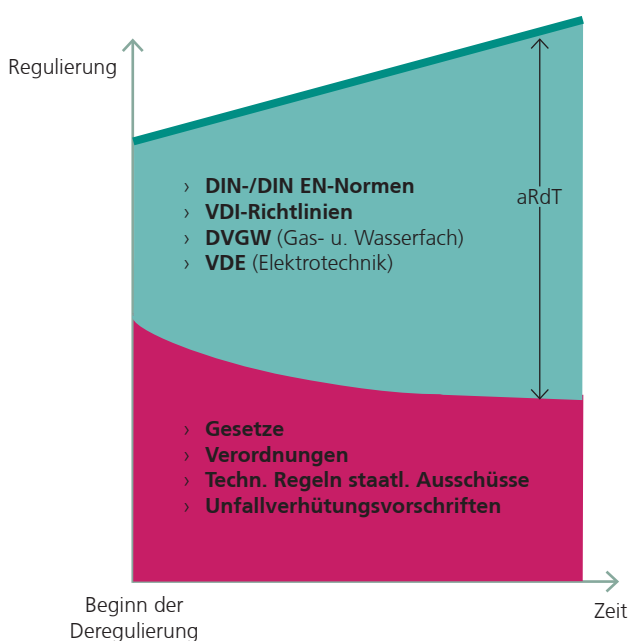 Regulierung
› DIN-/DIN EN-Normen
› VDI-Richtlinien
› DVGW (Gas- u. Wasserfach)
› VDE (Elektrotechnik)
aRdT
› Gesetze
› Verordnungen
› Techn. Regeln staatl. Ausschüsse
› Unfallverhütungsvorschriften
Beginn der
Deregulierung
Zeit